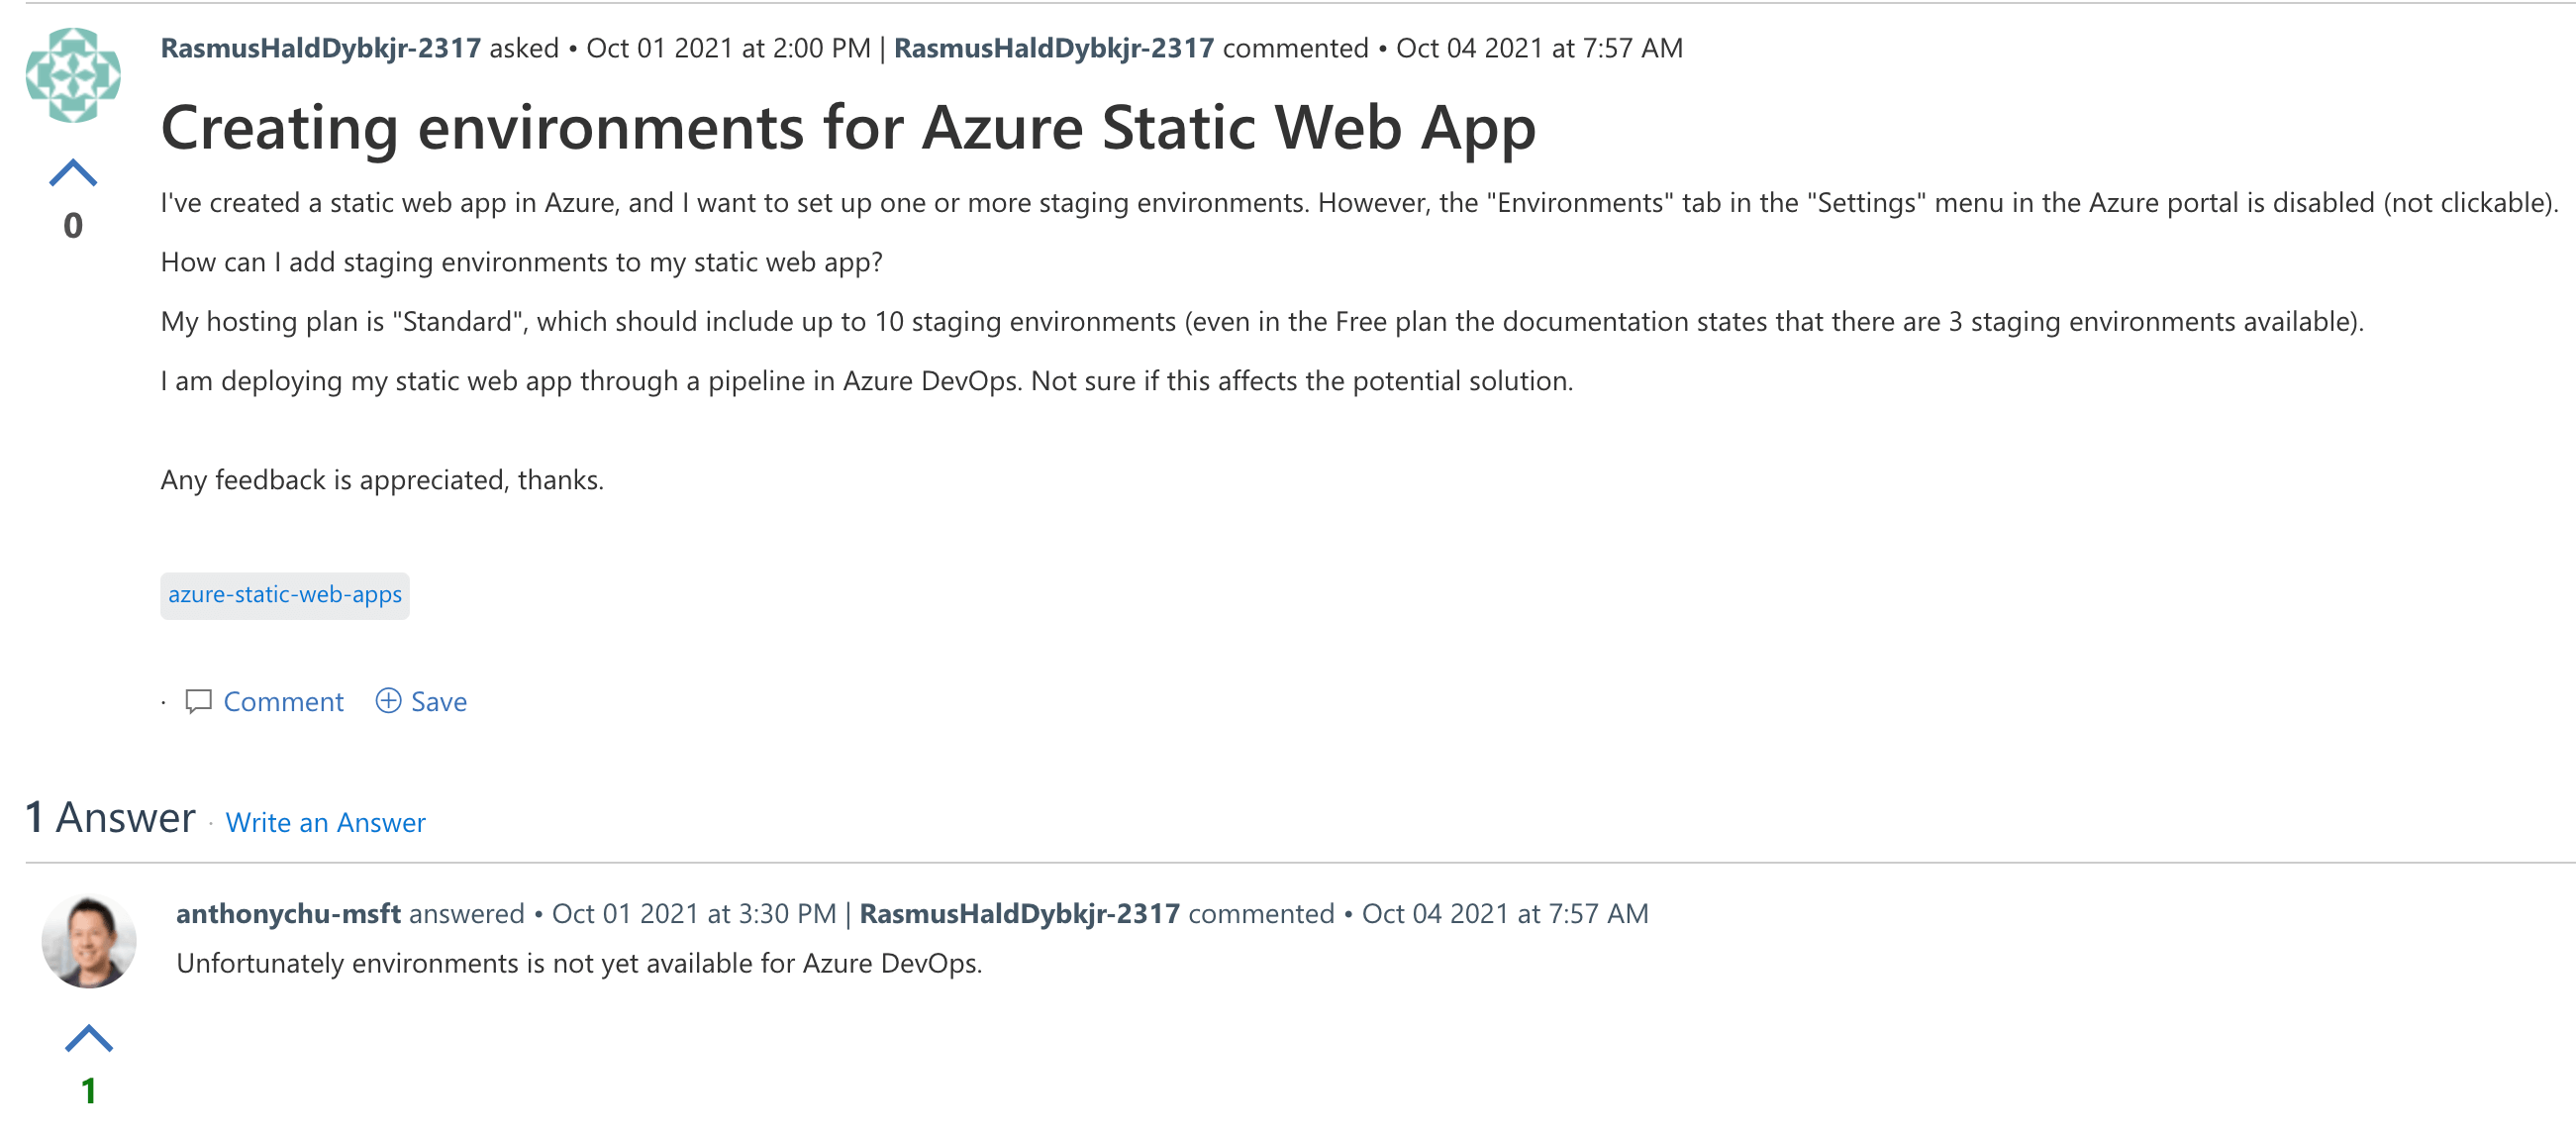 RasmusHaldDybkjr-2317 asked • Oct 01 2021 at 2:00 PM | RasmusHaldDybkjr-2317 commented • Oct 04 2021 at 7:57 AM
Creating environments for Azure Static Web App
0
I've created a static web app in Azure, and I want to set up one or more staging environments. However, the "Environments" tab in the "Settings" menu in the Azure portal is disabled (not clickable).
How can I add staging environments to my static web app?
My hosting plan is "Standard", which should include up to 10 staging environments (even in the Free plan the documentation states that there are 3 staging environments available).
I am deploying my static web app through a pipeline in Azure DevOps. Not sure if this affects the potential solution.
Any feedback is appreciated, thanks.
azure-static-web-apps
· Comment Save
1 Answer · Write an Answer
anthonychu-msft answered • Oct 01 2021 at 3:30 PM | RasmusHaldDybkjr-2317 commented • Oct 04 2021 at 7:57 AM
Unfortunately environments is not yet available for Azure DevOps.
1